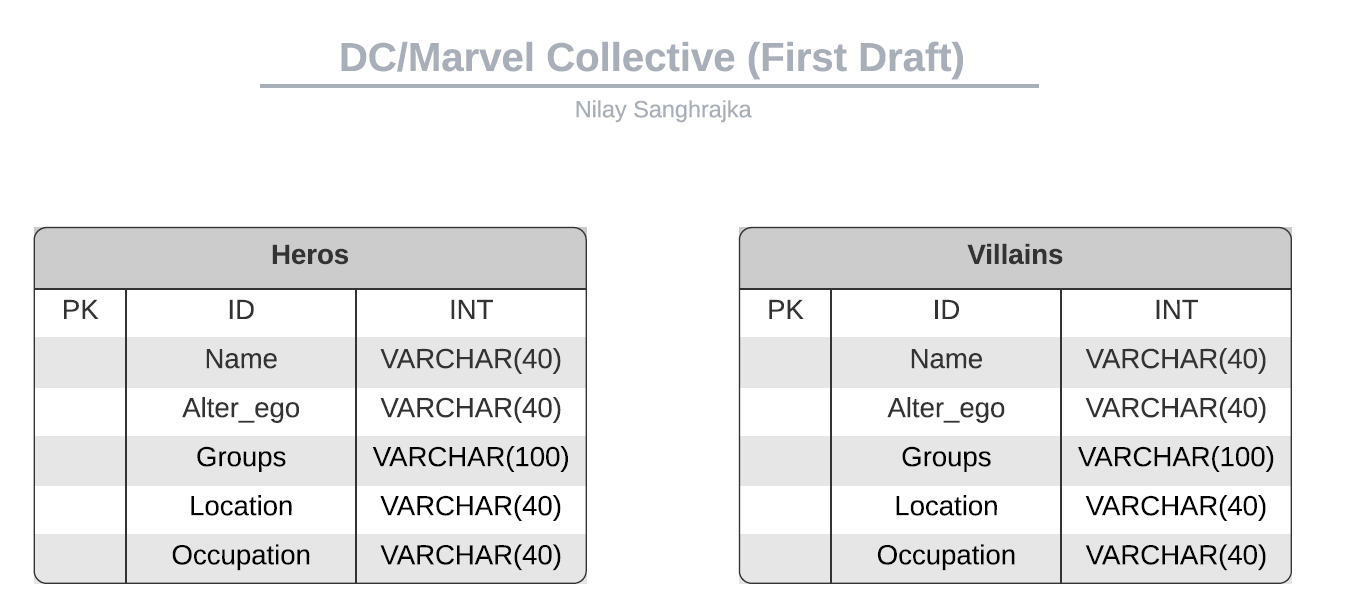 DC/Marvel Collective (First Draft)
Nilay Sanghrajka
Heros
PK ID INT
Name VARCHAR(40)
Alter_ego VARCHAR(40)
Groups VARCHAR(100)
Location VARCHAR(40)
Occupation VARCHAR(40)
Villains
PK ID INT
Name VARCHAR(40)
Alter_ego VARCHAR(40)
Groups VARCHAR(100)
Location VARCHAR(40)
Occupation VARCHAR(40)